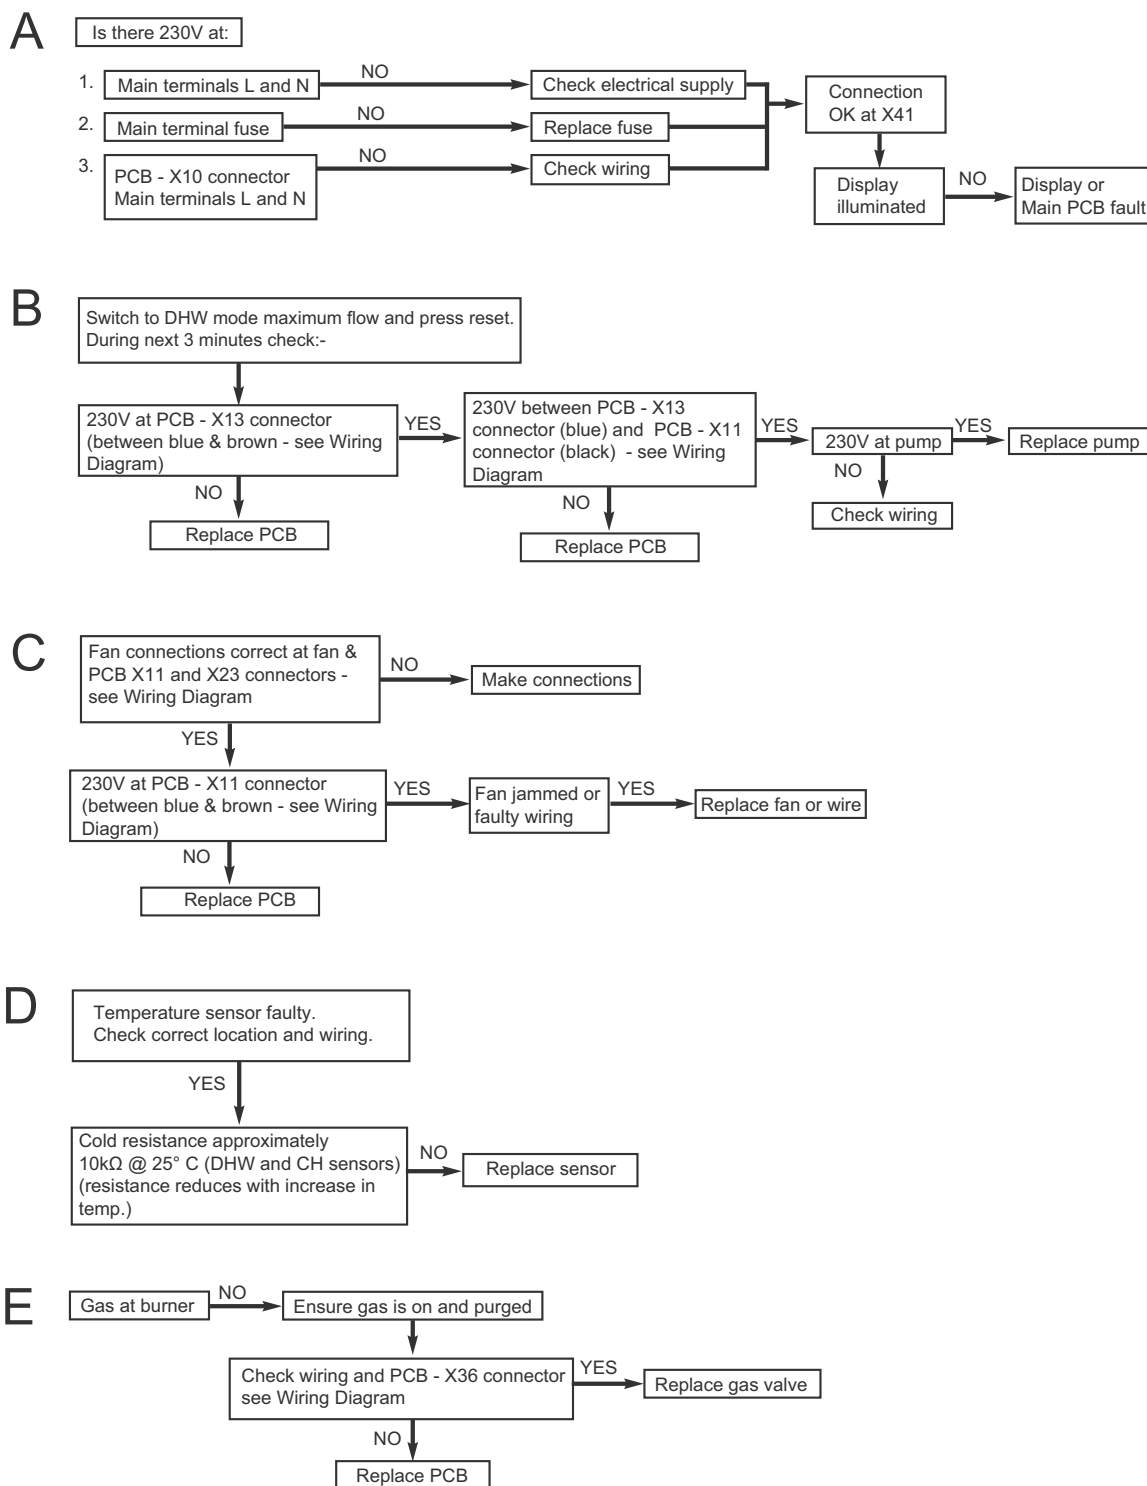 A
Is there 230V at:
1. Main terminals L and N
NO
Check electrical supply
Connection
OK at X41
2. Main terminal fuse
NO
Replace fuse
3. PCB - X10 connector
Main terminals L and N
NO
Check wiring
Display
illuminated
NO
Display or
Main PCB fault
B
Switch to DHW mode maximum flow and press reset.
During next 3 minutes check:-
230V at PCB - X13 connector
(between blue & brown - see Wiring
Diagram)
YES
230V between PCB - X13
connector (blue) and PCB - X11
connector (black) - see Wiring
Diagram
YES
230V at pump
YES
Replace pump
NO
Replace PCB
NO
Replace PCB
NO
Check wiring
C
Fan connections correct at fan &
PCB X11 and X23 connectors -
see Wiring Diagram
NO
Make connections
YES
230V at PCB - X11 connector
(between blue & brown - see Wiring
Diagram)
YES
Fan jammed or
faulty wiring
YES
Replace fan or wire
NO
Replace PCB
D
Temperature sensor faulty.
Check correct location and wiring.
YES
Cold resistance approximately
10kΩ @ 25° C (DHW and CH sensors)
(resistance reduces with increase in
temp.)
NO
Replace sensor
E
Gas at burner
NO
Ensure gas is on and purged
Check wiring and PCB - X36 connector
see Wiring Diagram
YES
Replace gas valve
NO
Replace PCB